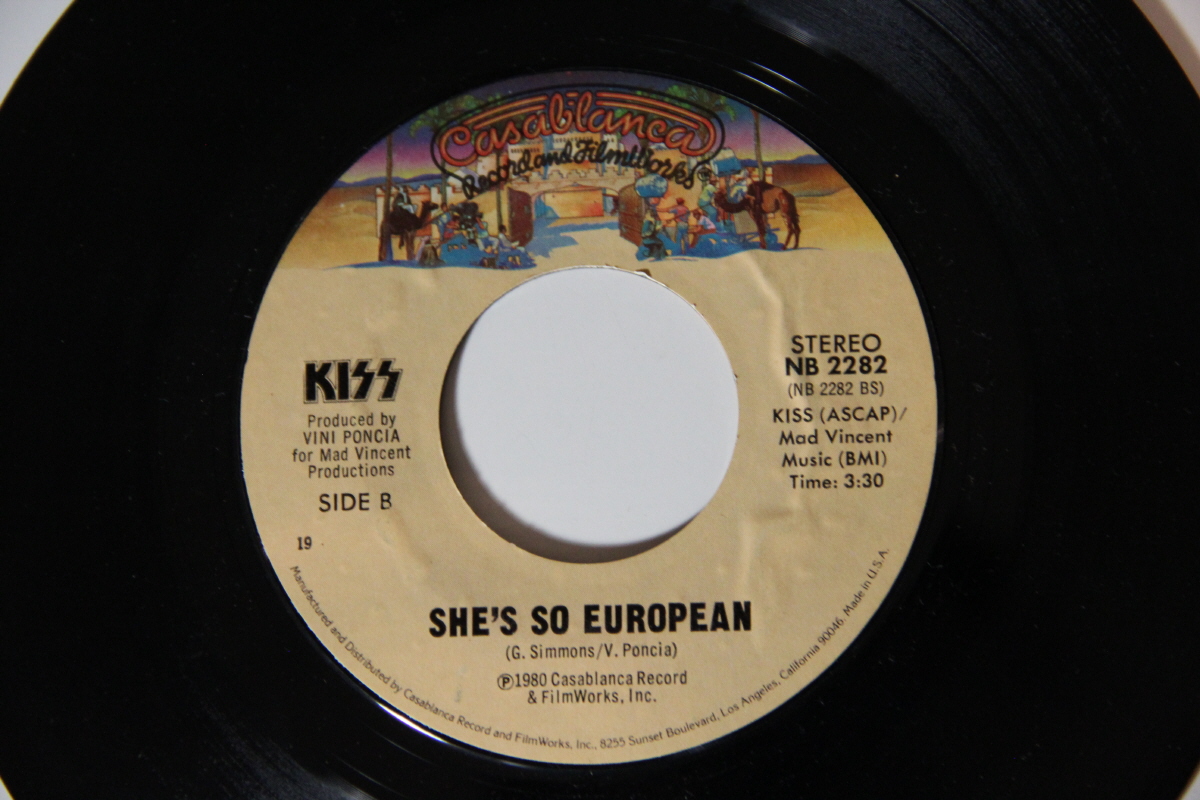 Casablanca
Record and FilmWorks
KISS
Produced by
VINI PONCIA
for Mad Vincent
Productions
SIDE B
19
STEREO
NB 2282
(NB 2282 BS)
KISS (ASCAP)/
Mad Vincent
Music (BMI)
Time: 3:30
SHE'S SO EUROPEAN
(G. Simmons/V. Poncia)
℗1980 Casablanca Record
& FilmWorks, Inc.
Manufactured and Distributed by Casablanca Record and FilmWorks, Inc., 8255 Sunset Boulevard, Los Angeles, California 90046. Made in U.S.A.